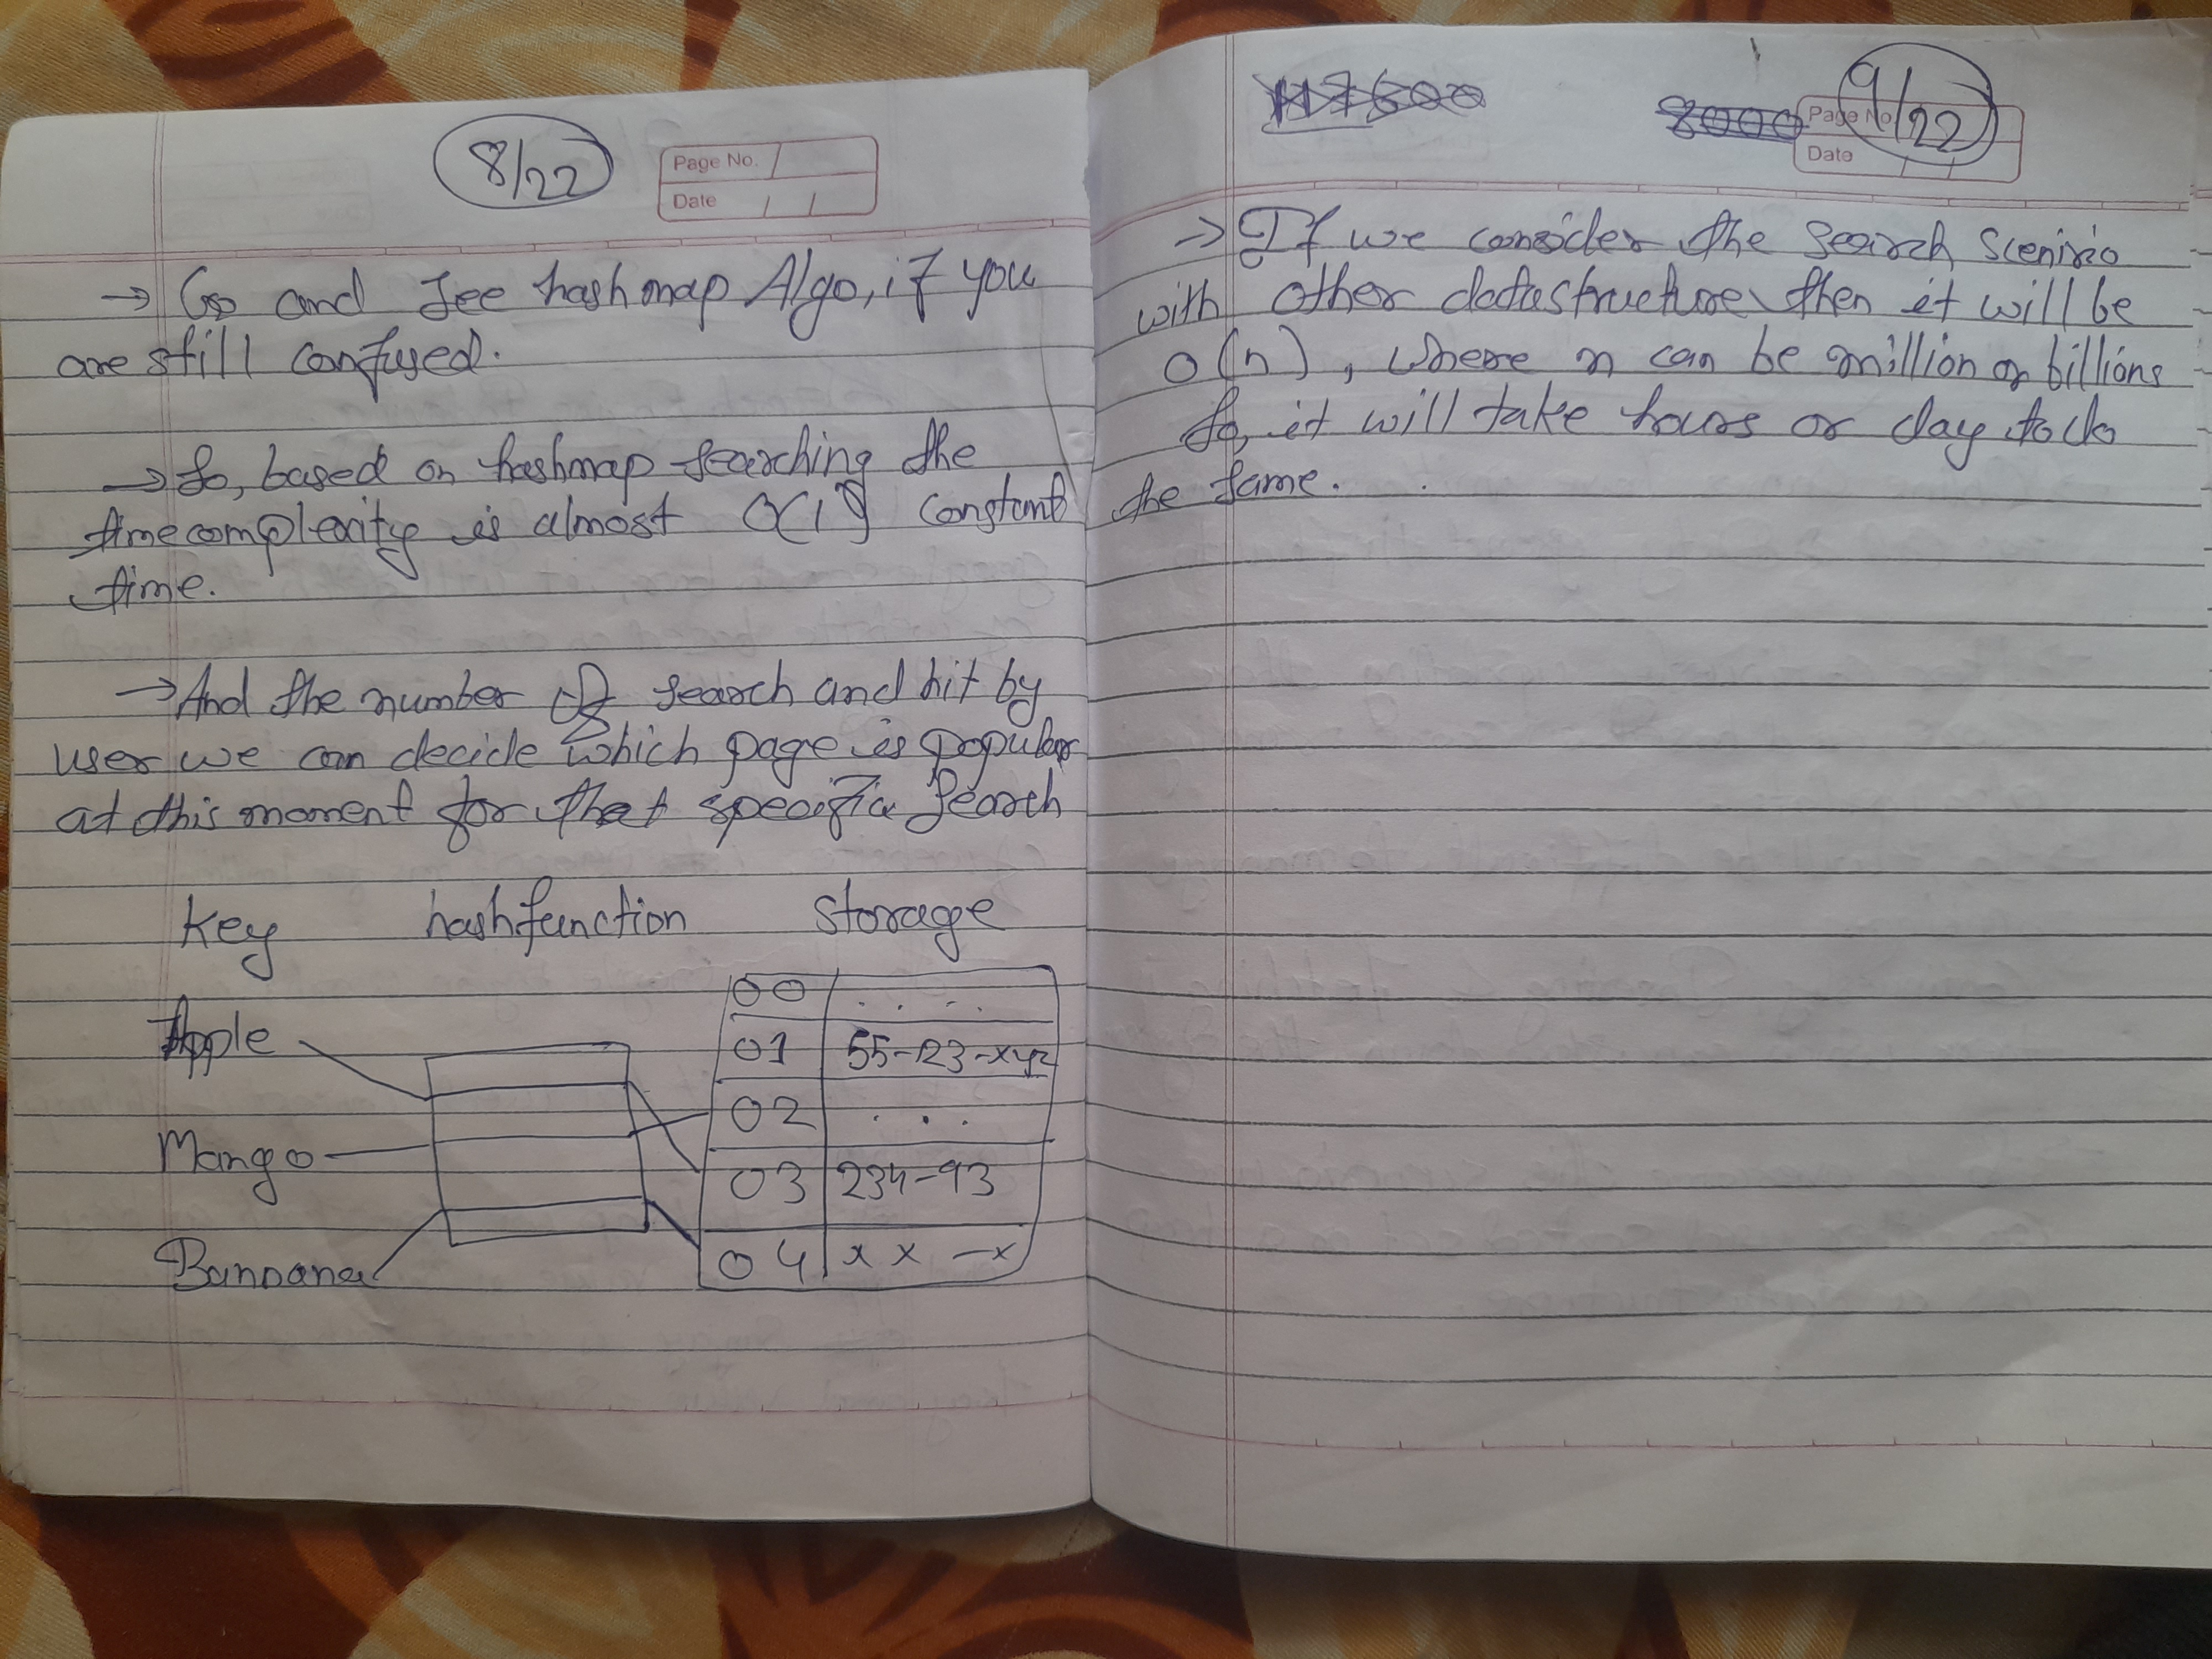 8/22
Page No.
Date / /
→ Go and See hash map Algo, if you
are still confused.
→ So, based on hashmap searching the
time complexity is almost O(1) constant
time.
→ And the number of search and hit by
user we can decide which page is Popular
at this moment for that specific Search
Key hashfunction Storage
Apple
Mango
Bannana
00 . . . .
01 55-123-xyz
02 . . .
03 234-93
04 x x - x
9/22
Page No.
Date
→ If we consider the Search Scenirio
with Other datastructure then it will be
O(n), where n can be million or billions
So, it will take hours or day to do
the same.